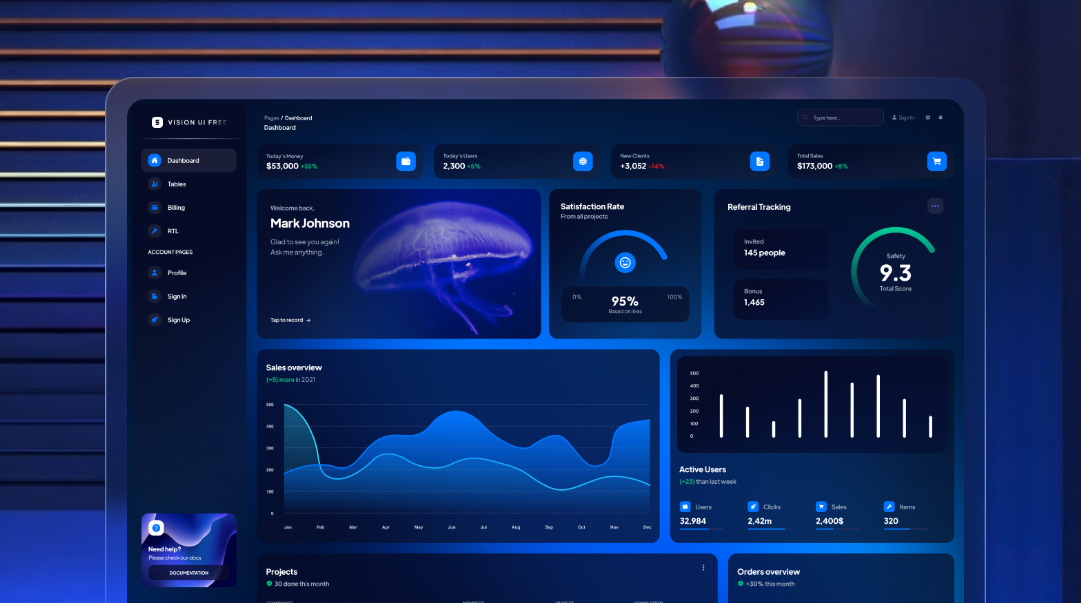 VISION UI FREE
Pages / Dashboard
Dashboard
Type here...
Sign In
Dashboard
Tables
Billing
RTL
ACCOUNT PAGES
Profile
Sign In
Sign Up
Need help?
Please check our docs
DOCUMENTATION
Today's Money
$53,000 +55%
Today's Users
2,300 +5%
New Clients
+3,052 -14%
Total Sales
$173,000 +8%
Welcome back,
Mark Johnson
Glad to see you again!
Ask me anything.
Tap to record
Satisfaction Rate
From all projects
0%
95%
100%
Based on likes
Referral Tracking
Invited
145 people
Bonus
1,465
Safety
9.3
Total Score
Sales overview
(+5) more in 2021
500
400
300
200
100
0
Jan Feb Mar Apr May Jun Jul Aug Sep Oct Nov Dec
500
400
300
200
100
0
Active Users
(+23) than last week
Users
32,984
Clicks
2,42m
Sales
2,400$
Items
320
Projects
30 done this month
Orders overview
+30% this month